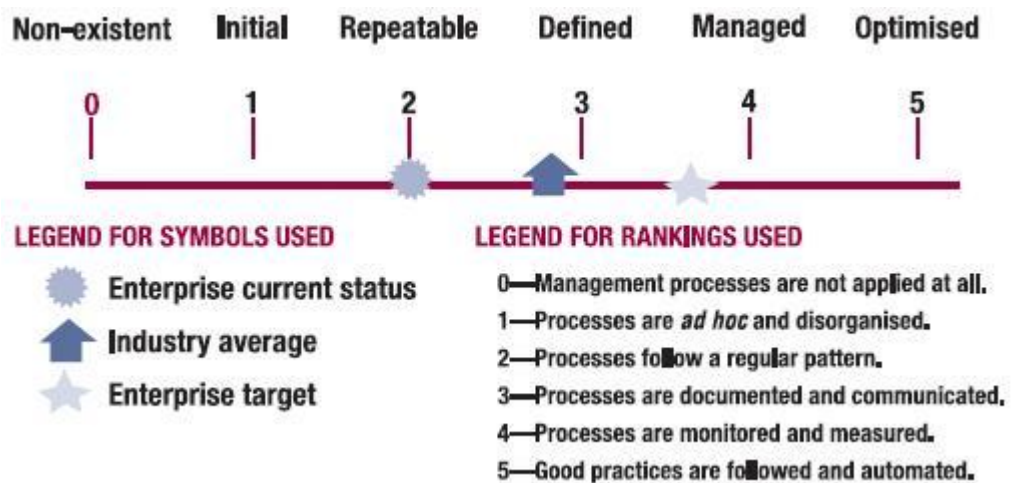 Non-existent Initial Repeatable Defined Managed Optimised
0 1 2 3 4 5
LEGEND FOR SYMBOLS USED
Enterprise current status
Industry average
Enterprise target
LEGEND FOR RANKINGS USED
0—Management processes are not applied at all.
1—Processes are ad hoc and disorganised.
2—Processes follow a regular pattern.
3—Processes are documented and communicated.
4—Processes are monitored and measured.
5—Good practices are followed and automated.